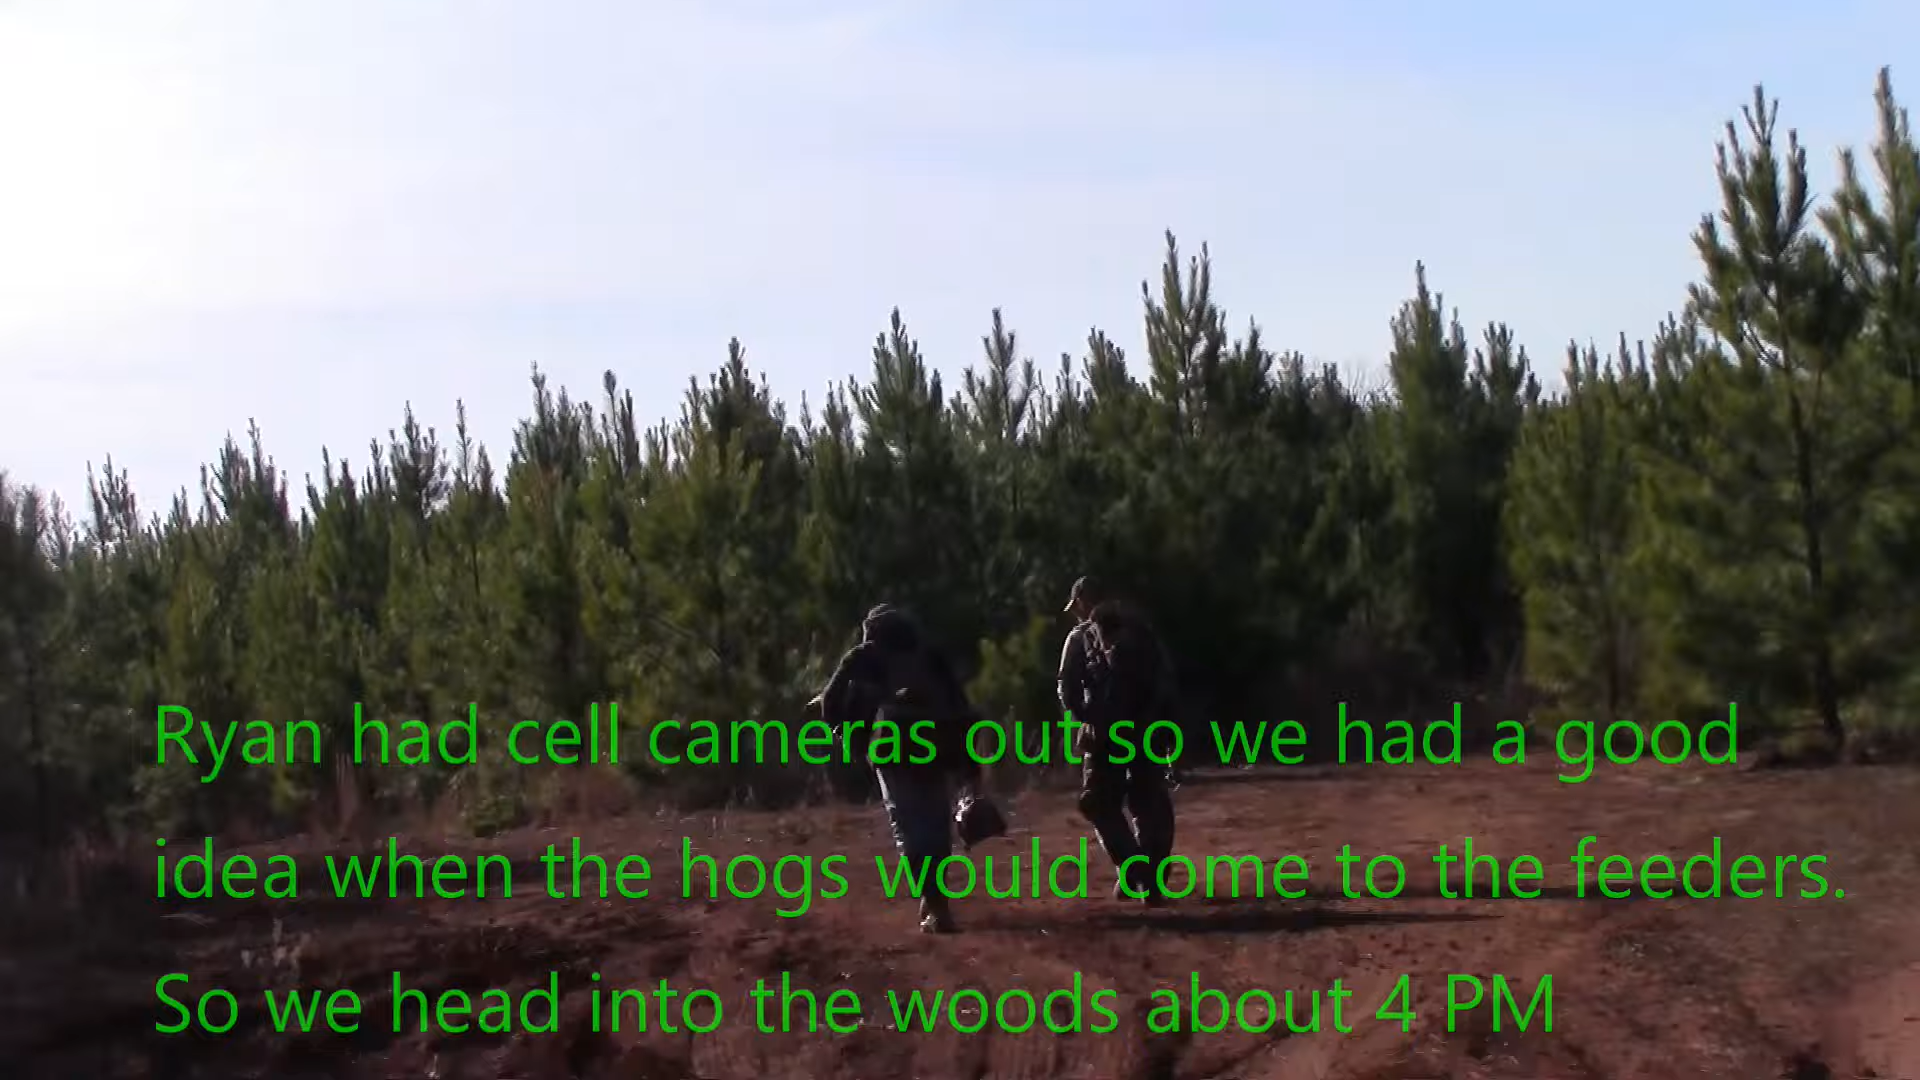 Ryan had cell cameras out so we had a good
idea when the hogs would come to the feeders.
So we head into the woods about 4 PM